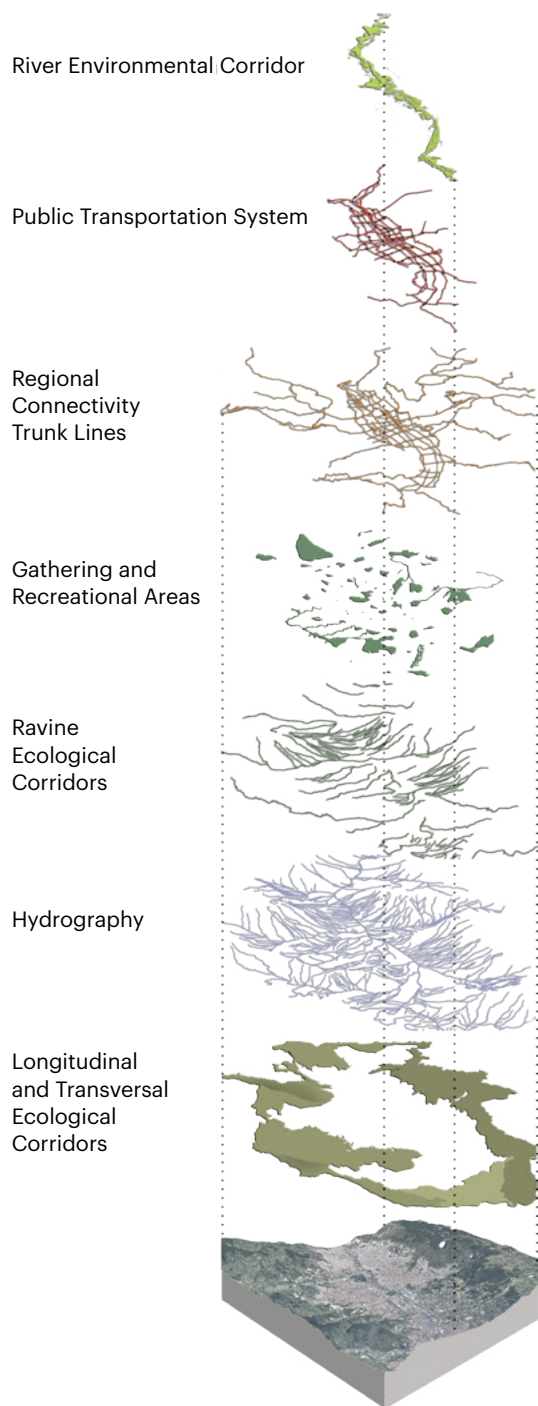 River Environmental Corridor
Public Transportation System
Regional
Connectivity
Trunk Lines
Gathering and
Recreational Areas
Ravine
Ecological
Corridors
Hydrography
Longitudinal
and Transversal
Ecological
Corridors